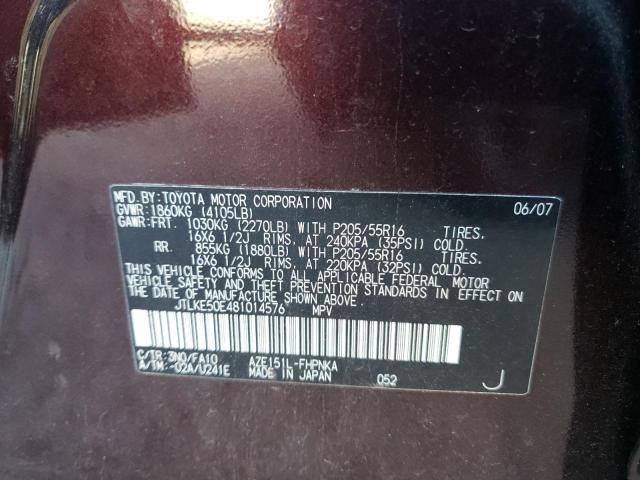 MFD.BY:TOYOTA MOTOR CORPORATION 06/07
GVWR:1860KG (4105LB)
GAWR:FRT. 1030KG (2270LB) WITH P205/55R16 TIRES.
16X6 1/2J RIMS, AT 240KPA (35PSI) COLD.
RR. 855KG (1880LB) WITH P205/55R16 TIRES.
16X6 1/2J RIMS, AT 220KPA (32PSI) COLD.
THIS VEHICLE CONFORMS TO ALL APPLICABLE FEDERAL MOTOR
VEHICLE SAFETY AND THEFT PREVENTION STANDARDS IN EFFECT ON
THE DATE OF MANUFACTURE SHOWN ABOVE.
JTLKE50E481014576 MPV
C/TR:3N0/FA10 AZE151L-FHPNKA
A/TM:-02A/U241E MADE IN JAPAN 052 J